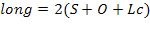 long = 2(S + O + Lc)